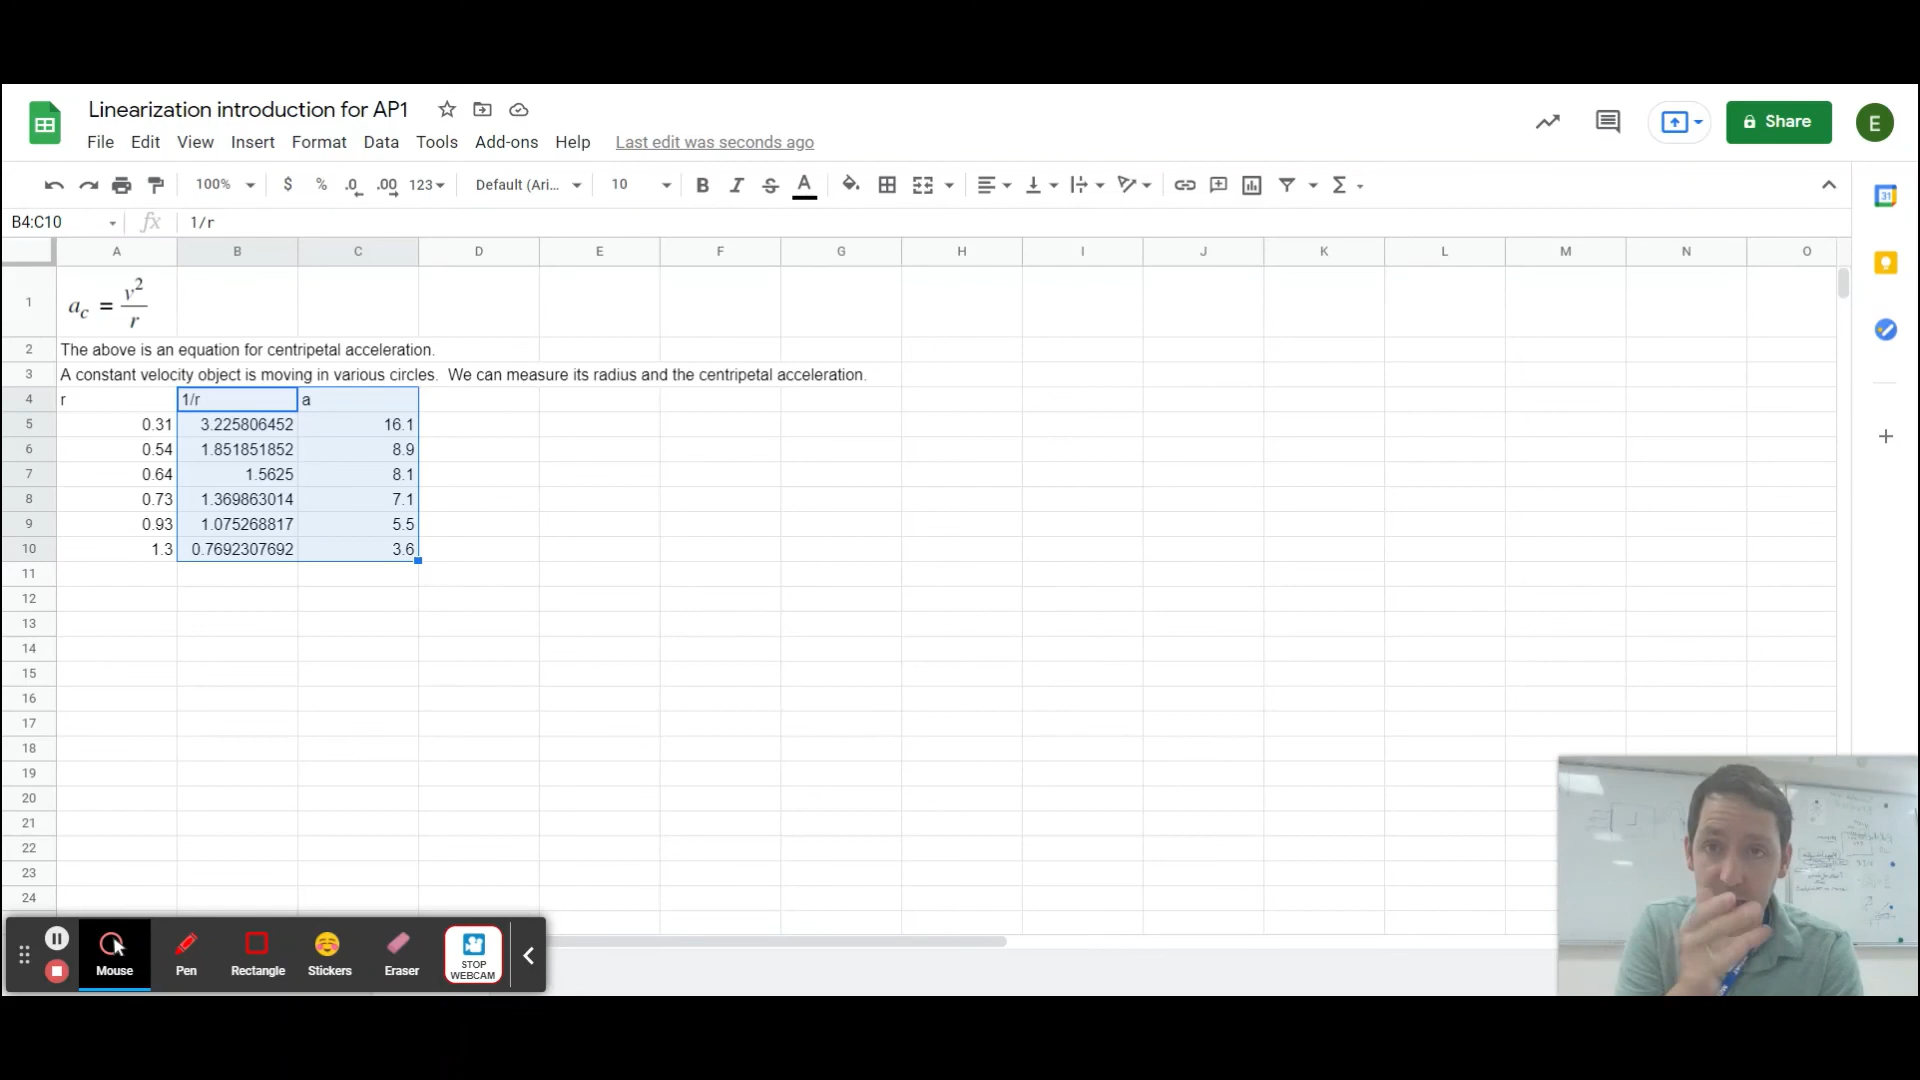 Linearization introduction for AP1
File Edit View Insert Format Data Tools Add-ons Help Last edit was seconds ago
Share
E
100% $ % .0 .00 123 Default (Ari... 10 B I S A Σ
31
B4:C10 fx 1/r
A B C D E F G H I J K L M N O
1 a_c = v²/r
2 The above is an equation for centripetal acceleration.
3 A constant velocity object is moving in various circles. We can measure its radius and the centripetal acceleration.
4 r 1/r a
5 0.31 3.225806452 16.1
6 0.54 1.851851852 8.9
7 0.64 1.5625 8.1
8 0.73 1.369863014 7.1
9 0.93 1.075268817 5.5
10 1.3 0.7692307692 3.6
11
12
13
14
15
16
17
18
19
20
21
22
23
24
Mouse Pen Rectangle Stickers Eraser STOP WEBCAM